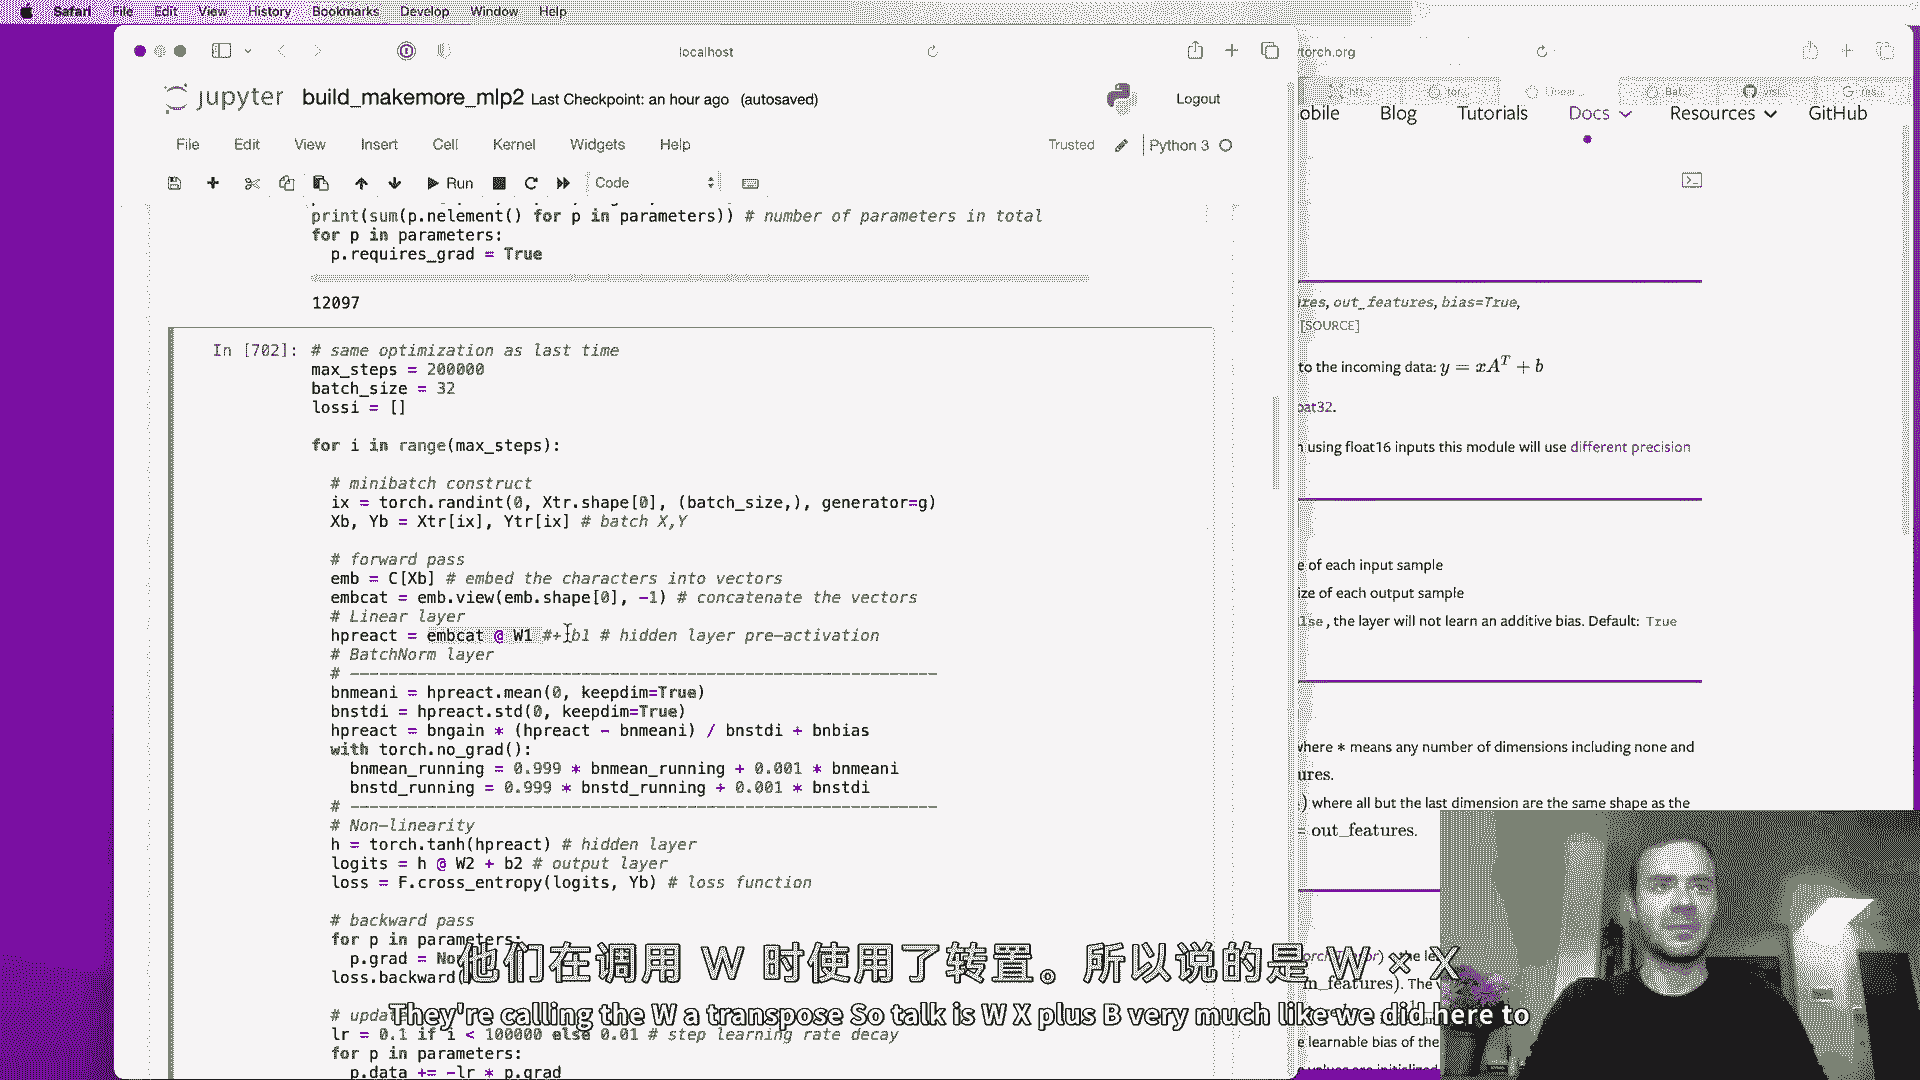 Safari File Edit View History Bookmarks Develop Window Help
localhost
torch.org
jupyter build_makemore_mlp2 Last Checkpoint: an hour ago (autosaved)
Logout
Blog Tutorials Docs Resources GitHub
File Edit View Insert Cell Kernel Widgets Help
Trusted Python 3
Run Code
print(sum(p.nelement() for p in parameters)) # number of parameters in total
for p in parameters:
p.requires_grad = True
12097
In [702]: # same optimization as last time
max_steps = 200000
batch_size = 32
lossi = []
for i in range(max_steps):
# minibatch construct
ix = torch.randint(0, Xtr.shape[0], (batch_size,), generator=g)
Xb, Yb = Xtr[ix], Ytr[ix] # batch X,Y
# forward pass
emb = C[Xb] # embed the characters into vectors
embcat = emb.view(emb.shape[0], -1) # concatenate the vectors
# Linear layer
hpreact = embcat @ W1 #+ b1 # hidden layer pre-activation
# BatchNorm layer
# -------------------------------------------------------------
bnmeani = hpreact.mean(0, keepdim=True)
bnstdi = hpreact.std(0, keepdim=True)
hpreact = bngain * (hpreact - bnmeani) / bnstdi + bnbias
with torch.no_grad():
bnmean_running = 0.999 * bnmean_running + 0.001 * bnmeani
bnstd_running = 0.999 * bnstd_running + 0.001 * bnstdi
# -------------------------------------------------------------
# Non-linearity
h = torch.tanh(hpreact) # hidden layer
logits = h @ W2 + b2 # output layer
loss = F.cross_entropy(logits, Yb) # loss function
# backward pass
for p in parameters:
p.grad =
loss.backward
# update
lr = 0.1 if i < 100000 else 0.01 # step learning rate decay
for p in parameters:
p.data += -lr * p.grad
out_features, bias=True,
[SOURCE]
to the incoming data: y = xA^T + b
using float16 inputs this module will use different precision
of each input sample
of each output sample
, the layer will not learn an additive bias. Default: True
where * means any number of dimensions including none and
where all but the last dimension are the same shape as the
= out_features.
learnable bias of the
他们在调用 W 时使用了转置。所以说的是 W × X
They're calling the W a transpose So talk is W X plus B very much like we did here to